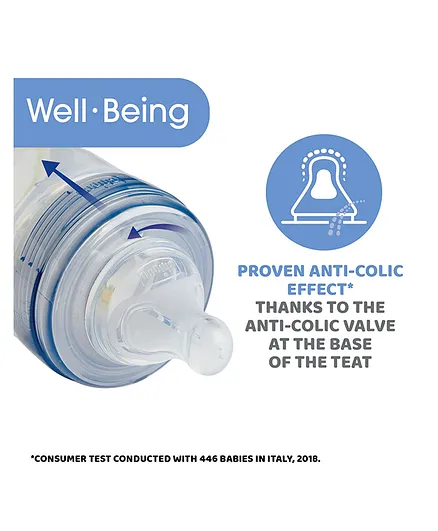 Well·Being
PROVEN ANTI-COLIC
EFFECT*
THANKS TO THE
ANTI-COLIC VALVE
AT THE BASE
OF THE TEAT
*CONSUMER TEST CONDUCTED WITH 446 BABIES IN ITALY, 2018.